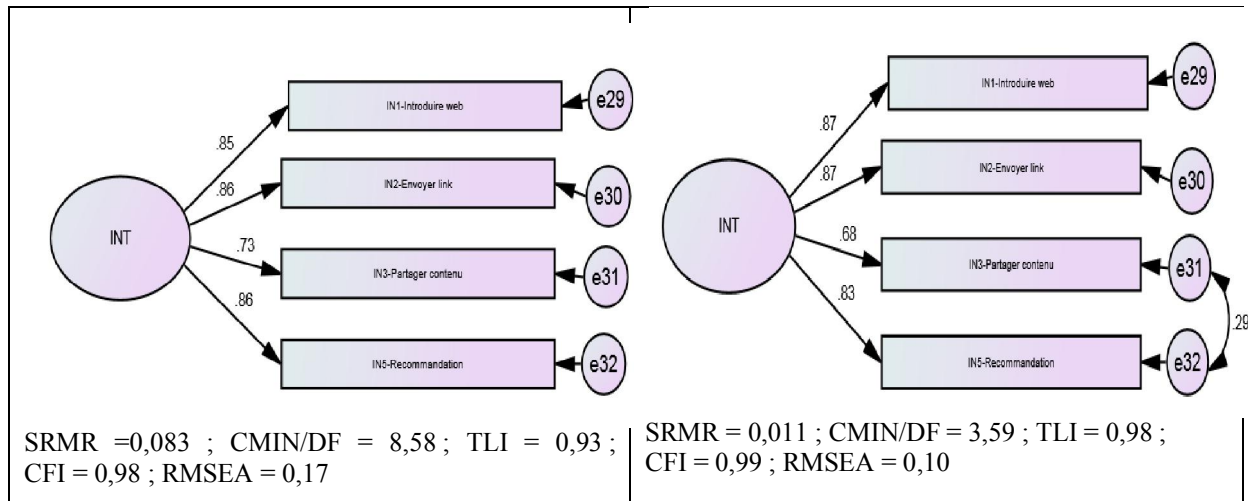 IN1-Introduire web
e29
.85
IN2-Envoyer link
e30
.86
INT
.73
IN3-Partager contenu
e31
.86
IN5-Recommandation
e32
SRMR =0,083 ; CMIN/DF = 8,58 ; TLI = 0,93 ;
CFI = 0,98 ; RMSEA = 0,17
IN1-Introduire web
e29
.87
IN2-Envoyer link
e30
.87
INT
.68
IN3-Partager contenu
e31
.83
.29
IN5-Recommandation
e32
SRMR = 0,011 ; CMIN/DF = 3,59 ; TLI = 0,98 ;
CFI = 0,99 ; RMSEA = 0,10